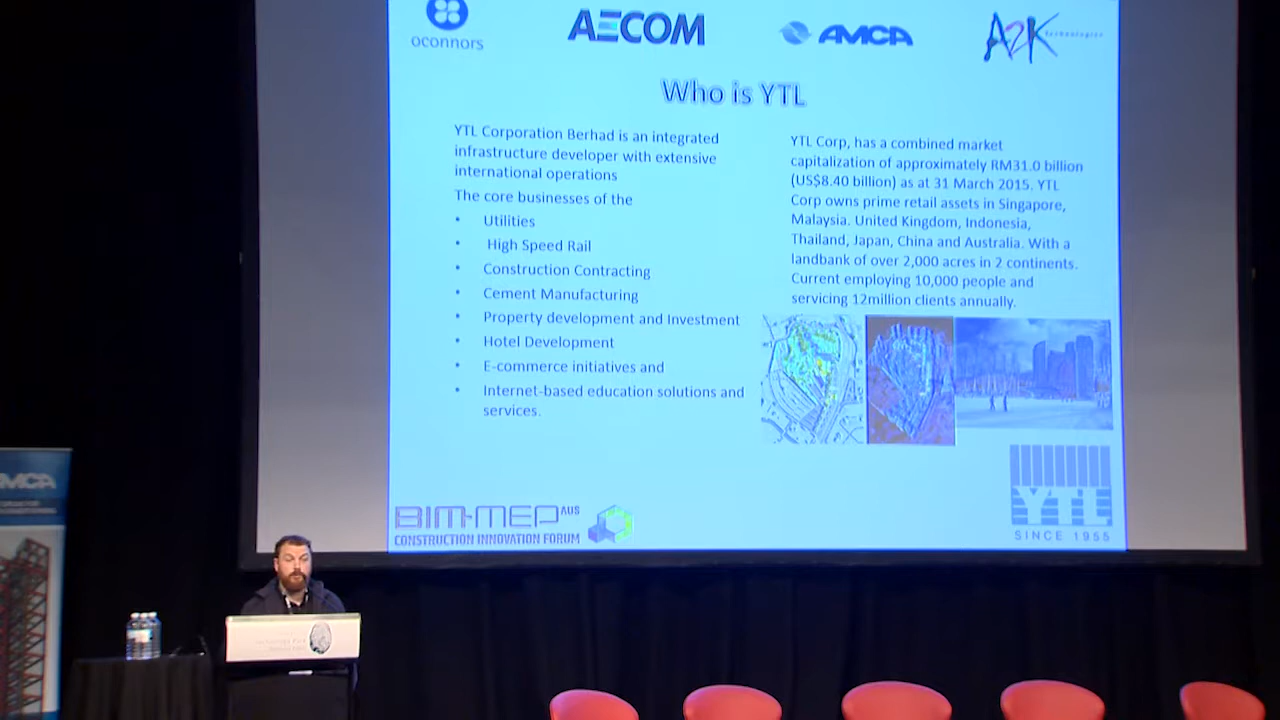 oconnors
AECOM
AMCA
A2K
technologies
Who is YTL
YTL Corporation Berhad is an integrated
infrastructure developer with extensive
international operations
The core businesses of the
• Utilities
• High Speed Rail
• Construction Contracting
• Cement Manufacturing
• Property development and Investment
• Hotel Development
• E-commerce initiatives and
• Internet-based education solutions and
services.
YTL Corp, has a combined market
capitalization of approximately RM31.0 billion
(US$8.40 billion) as at 31 March 2015. YTL
Corp owns prime retail assets in Singapore,
Malaysia. United Kingdom, Indonesia,
Thailand, Japan, China and Australia. With a
landbank of over 2,000 acres in 2 continents.
Current employing 10,000 people and
servicing 12million clients annually.
YTL
SINCE 1955
BIM-MEP AUS
CONSTRUCTION INNOVATION FORUM
AMCA